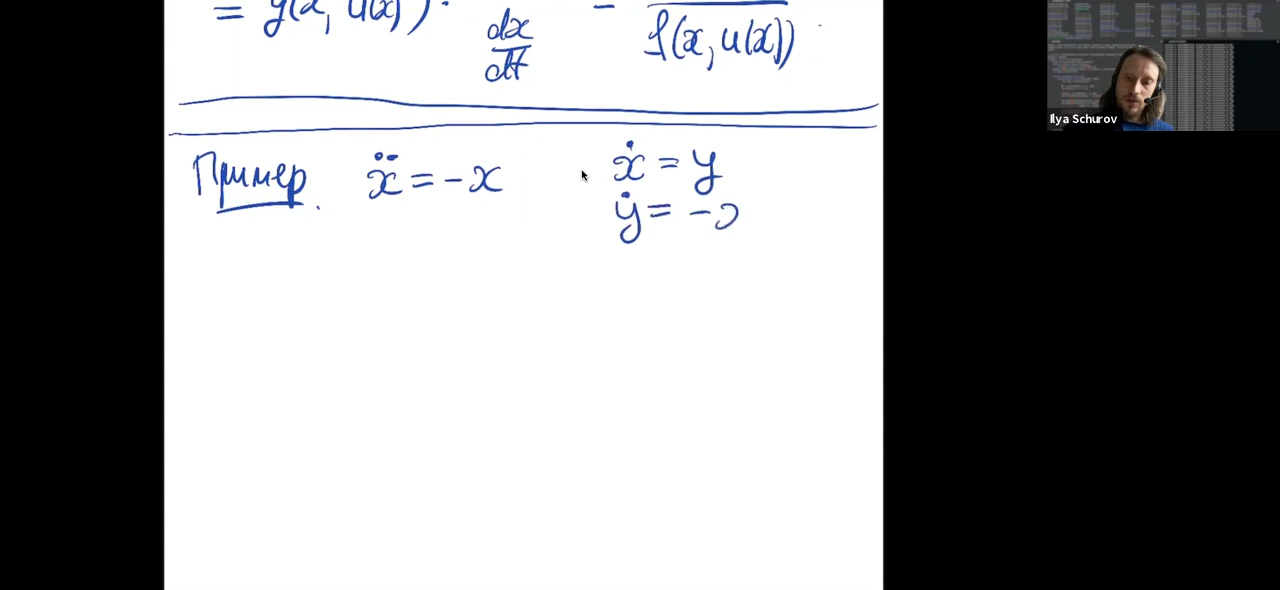 = g(x, u(x)) · dx/dt = f(x, u(x))
Ilya Schurov
Пример. ẍ = -x
ẋ = y
ẏ = -